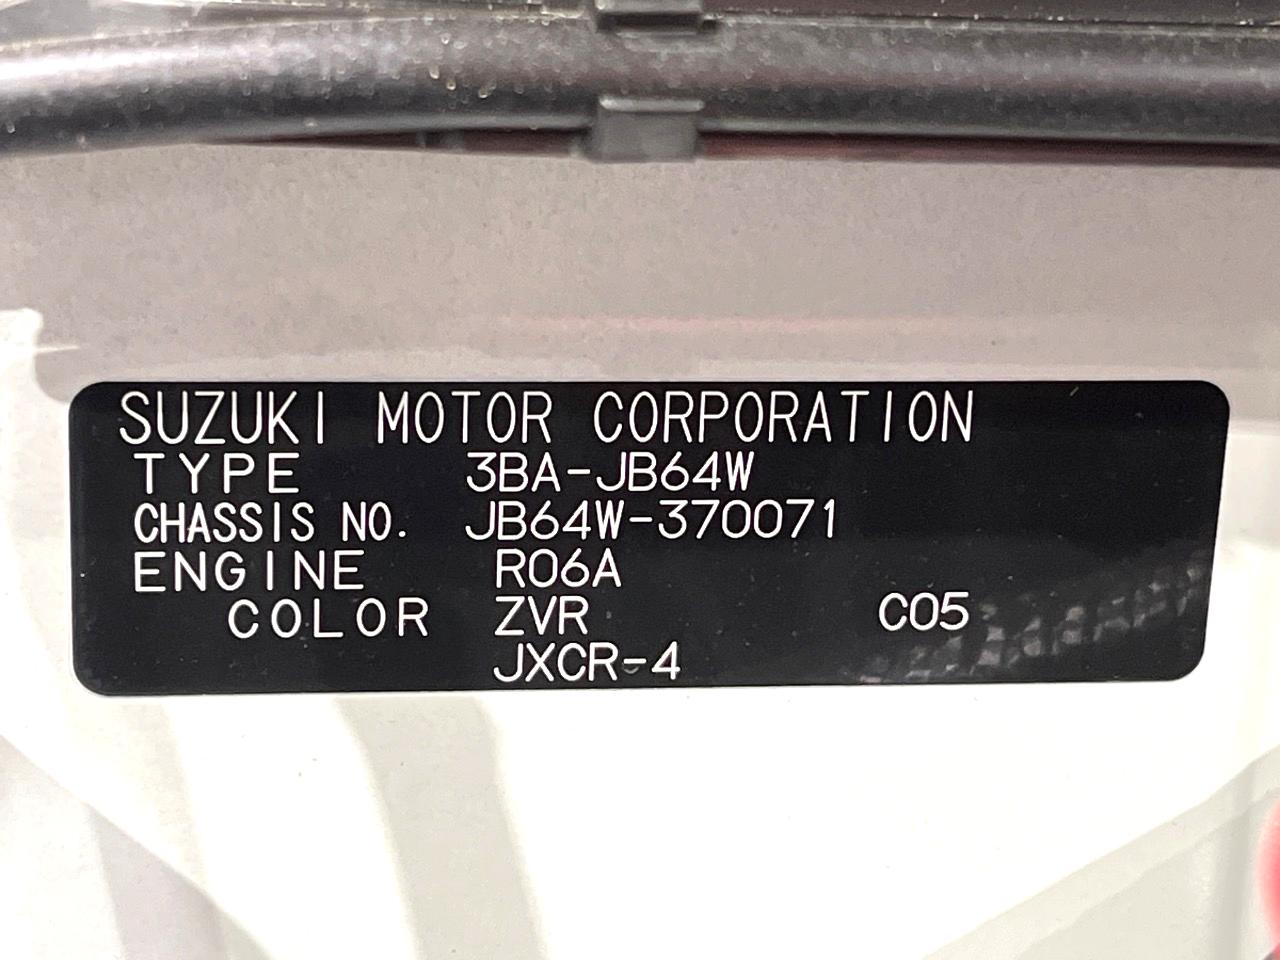 SUZUKI MOTOR CORPORATION
TYPE 3BA-JB64W
CHASSIS NO. JB64W-370071
ENGINE R06A
COLOR ZVR C05
JXCR-4